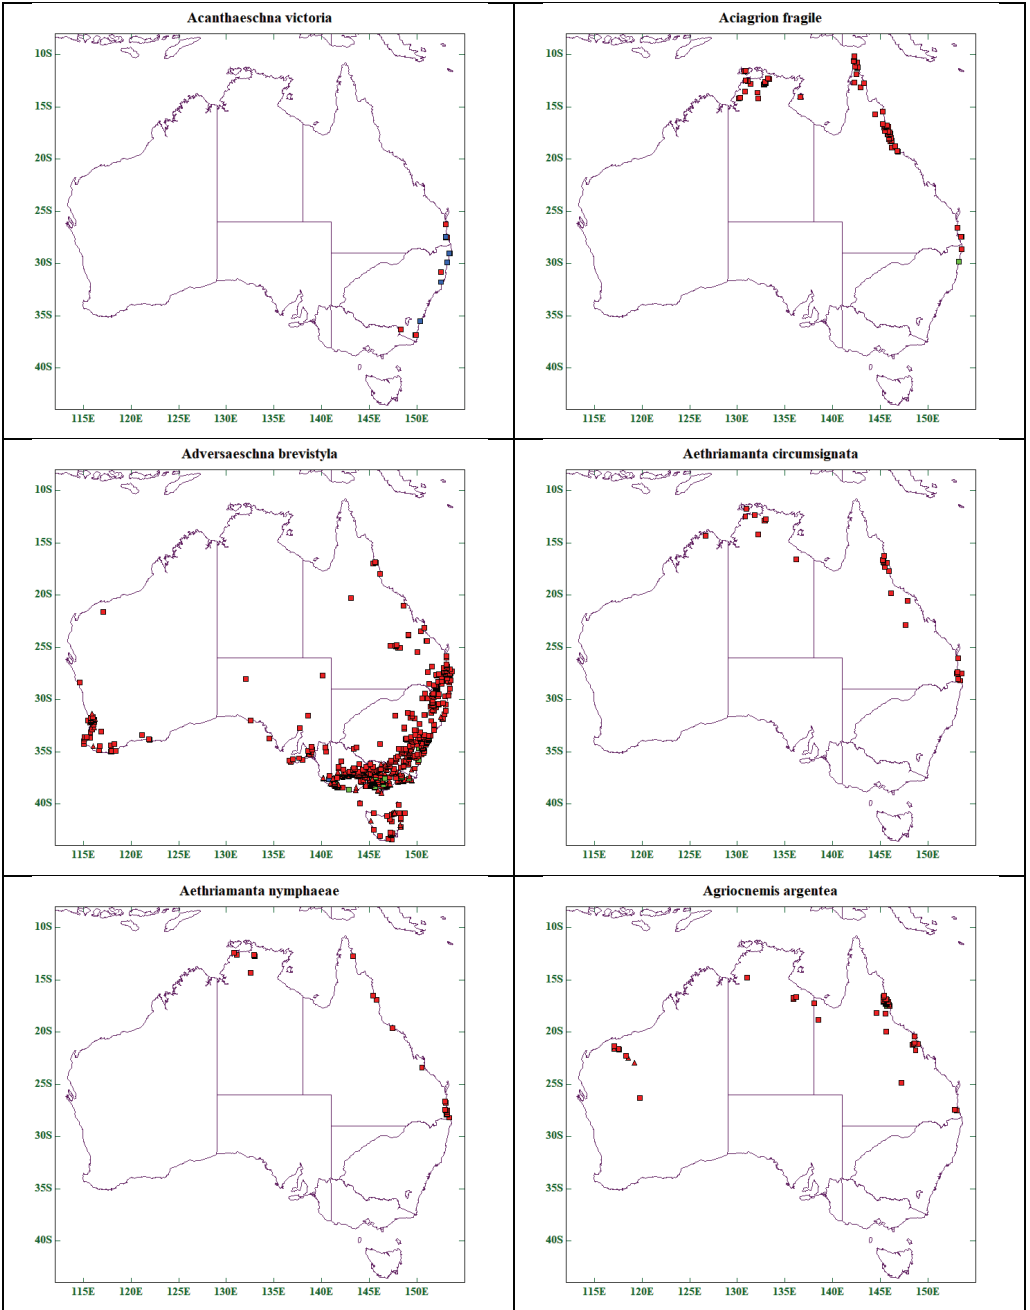 Acanthaeschna victoria
10S
15S
20S
25S
30S
35S
40S
115E 120E 125E 130E 135E 140E 145E 150E
Aciagrion fragile
10S
15S
20S
25S
30S
35S
40S
115E 120E 125E 130E 135E 140E 145E 150E
Adversaeschna brevistyla
10S
15S
20S
25S
30S
35S
40S
115E 120E 125E 130E 135E 140E 145E 150E
Aethriamanta circumsignata
10S
15S
20S
25S
30S
35S
40S
115E 120E 125E 130E 135E 140E 145E 150E
Aethriamanta nymphaeae
10S
15S
20S
25S
30S
35S
40S
115E 120E 125E 130E 135E 140E 145E 150E
Agriocnemis argentea
10S
15S
20S
25S
30S
35S
40S
115E 120E 125E 130E 135E 140E 145E 150E